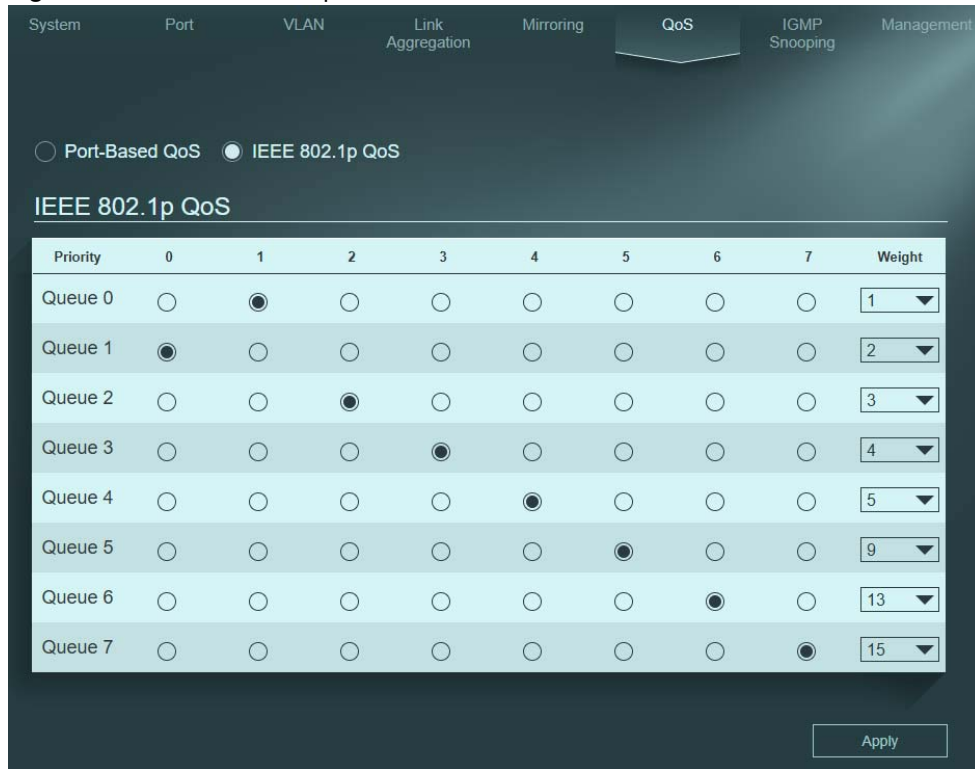 System Port VLAN Link Aggregation Mirroring QoS IGMP Snooping Management
Port-Based QoS IEEE 802.1p QoS
IEEE 802.1p QoS
Priority 0 1 2 3 4 5 6 7 Weight
Queue 0 1
Queue 1 2
Queue 2 3
Queue 3 4
Queue 4 5
Queue 5 9
Queue 6 13
Queue 7 15
Apply